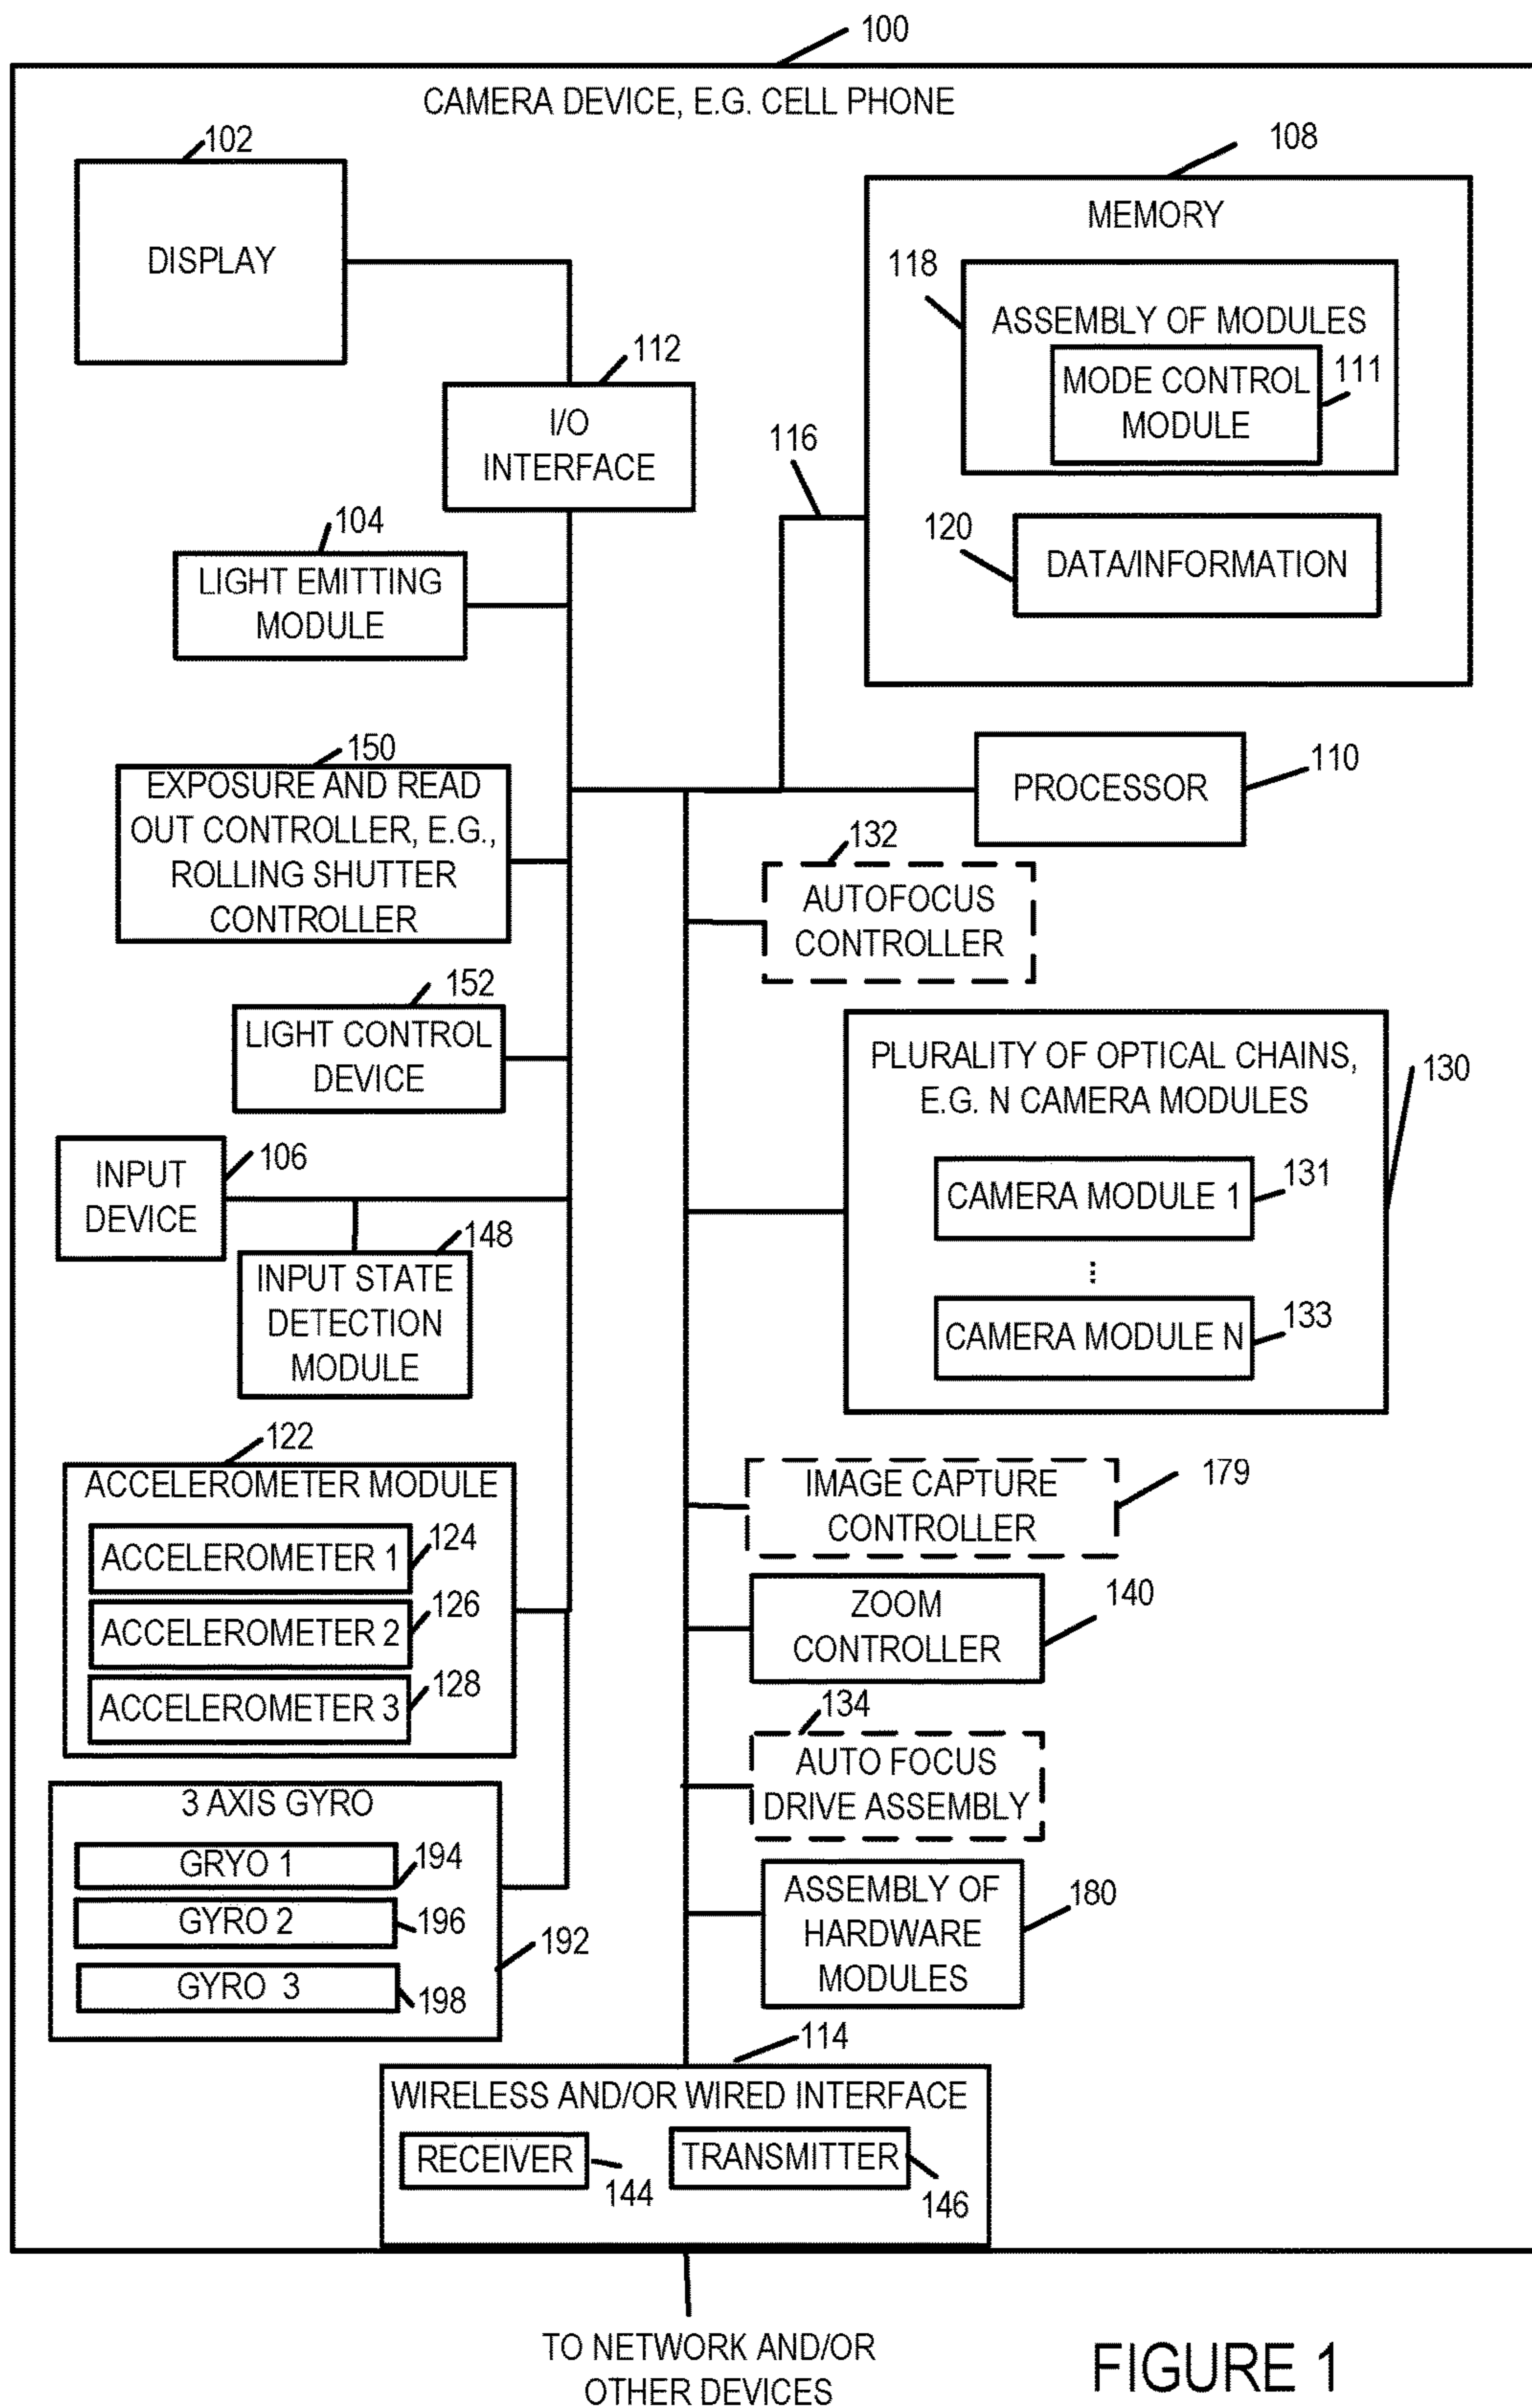 100
CAMERA DEVICE, E.G. CELL PHONE
102
DISPLAY
108
MEMORY
118
ASSEMBLY OF MODULES
MODE CONTROL
MODULE
111
112
I/O
INTERFACE
116
120
DATA/INFORMATION
104
LIGHT EMITTING
MODULE
150
EXPOSURE AND READ
OUT CONTROLLER, E.G.,
ROLLING SHUTTER
CONTROLLER
PROCESSOR
110
132
AUTOFOCUS
CONTROLLER
152
LIGHT CONTROL
DEVICE
PLURALITY OF OPTICAL CHAINS,
E.G. N CAMERA MODULES
130
CAMERA MODULE 1
131
...
CAMERA MODULE N
133
INPUT
DEVICE
106
148
INPUT STATE
DETECTION
MODULE
122
ACCELEROMETER MODULE
ACCELEROMETER 1
124
ACCELEROMETER 2
126
ACCELEROMETER 3
128
IMAGE CAPTURE
CONTROLLER
179
ZOOM
CONTROLLER
140
134
AUTO FOCUS
DRIVE ASSEMBLY
3 AXIS GYRO
GRYO 1
194
GYRO 2
196
GYRO 3
198
192
ASSEMBLY OF
HARDWARE
MODULES
180
114
WIRELESS AND/OR WIRED INTERFACE
RECEIVER
144
TRANSMITTER
146
TO NETWORK AND/OR
OTHER DEVICES
FIGURE 1